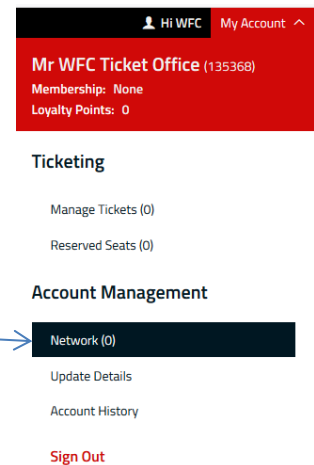 Hi WFC My Account
Mr WFC Ticket Office (135368)
Membership: None
Loyalty Points: 0
Ticketing
Manage Tickets (0)
Reserved Seats (0)
Account Management
Network (0)
Update Details
Account History
Sign Out